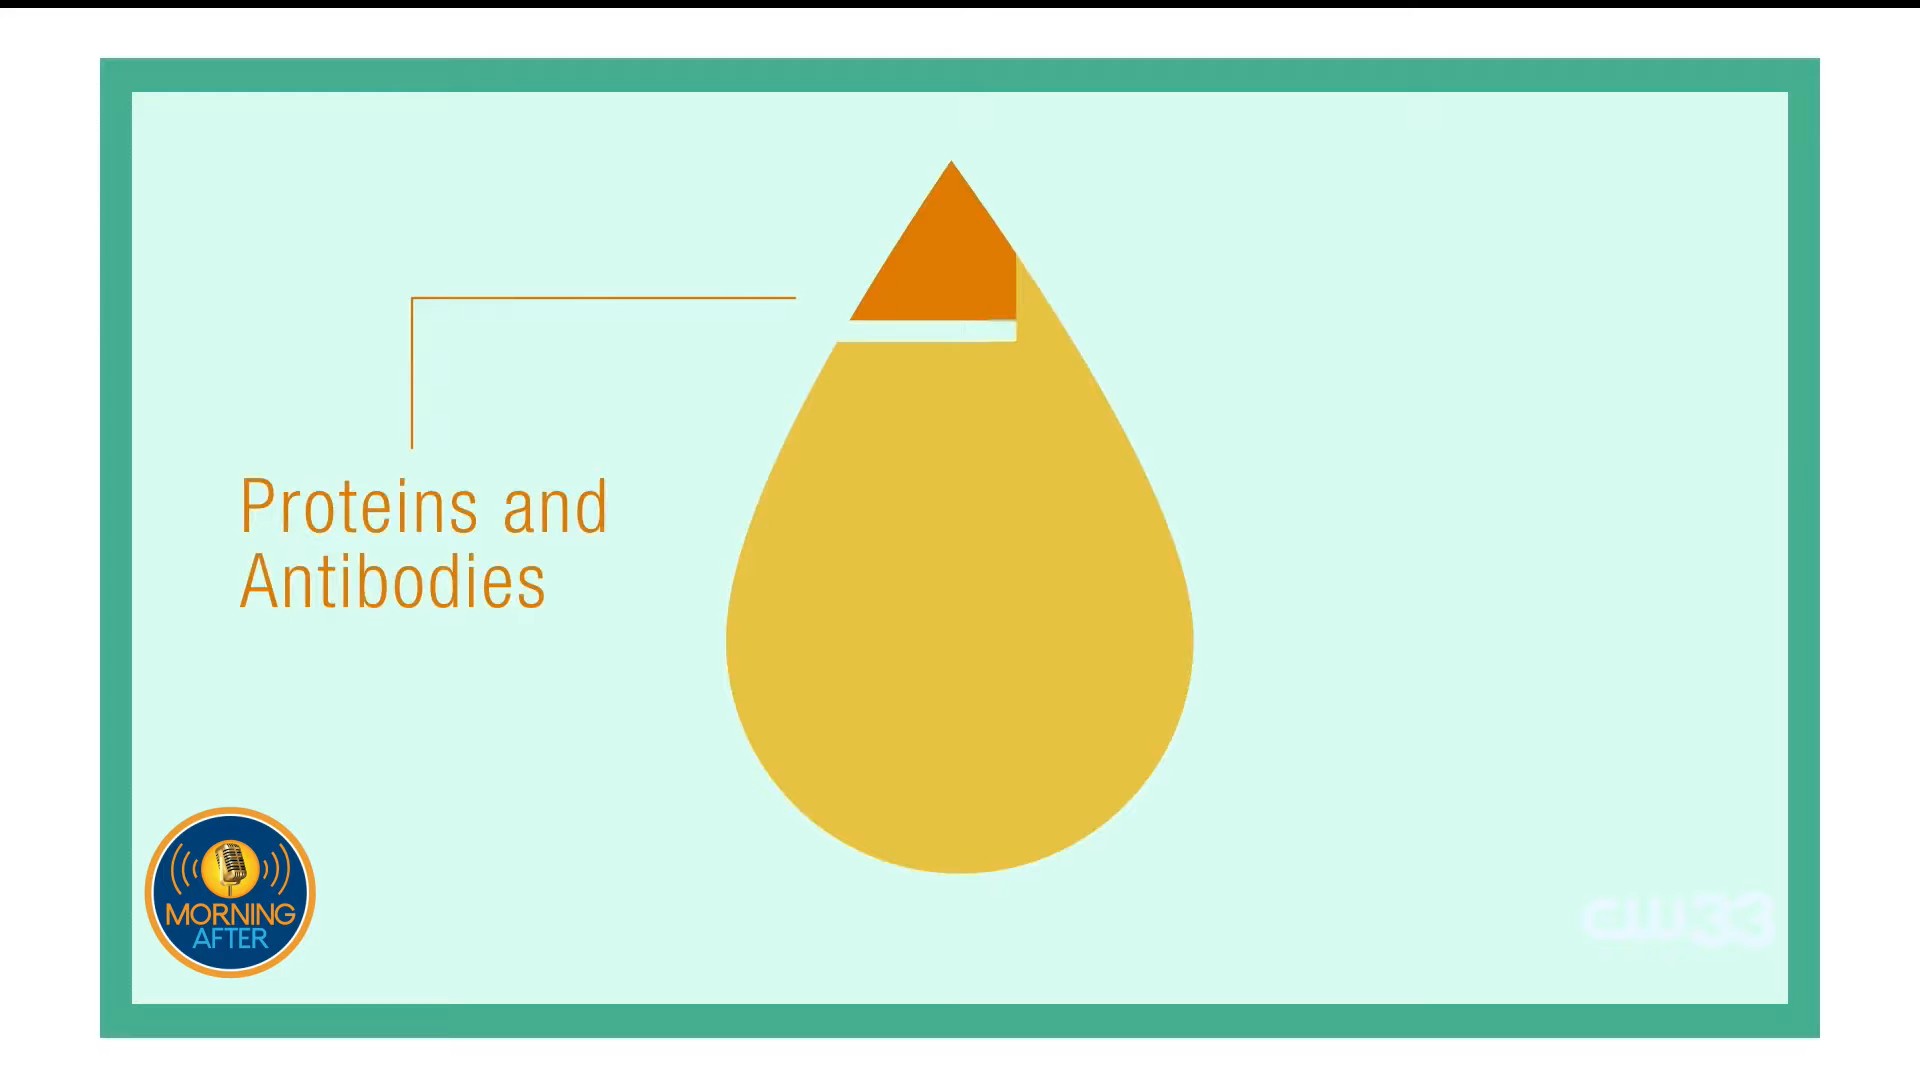 Proteins and
Antibodies
MORNING
AFTER
cw33